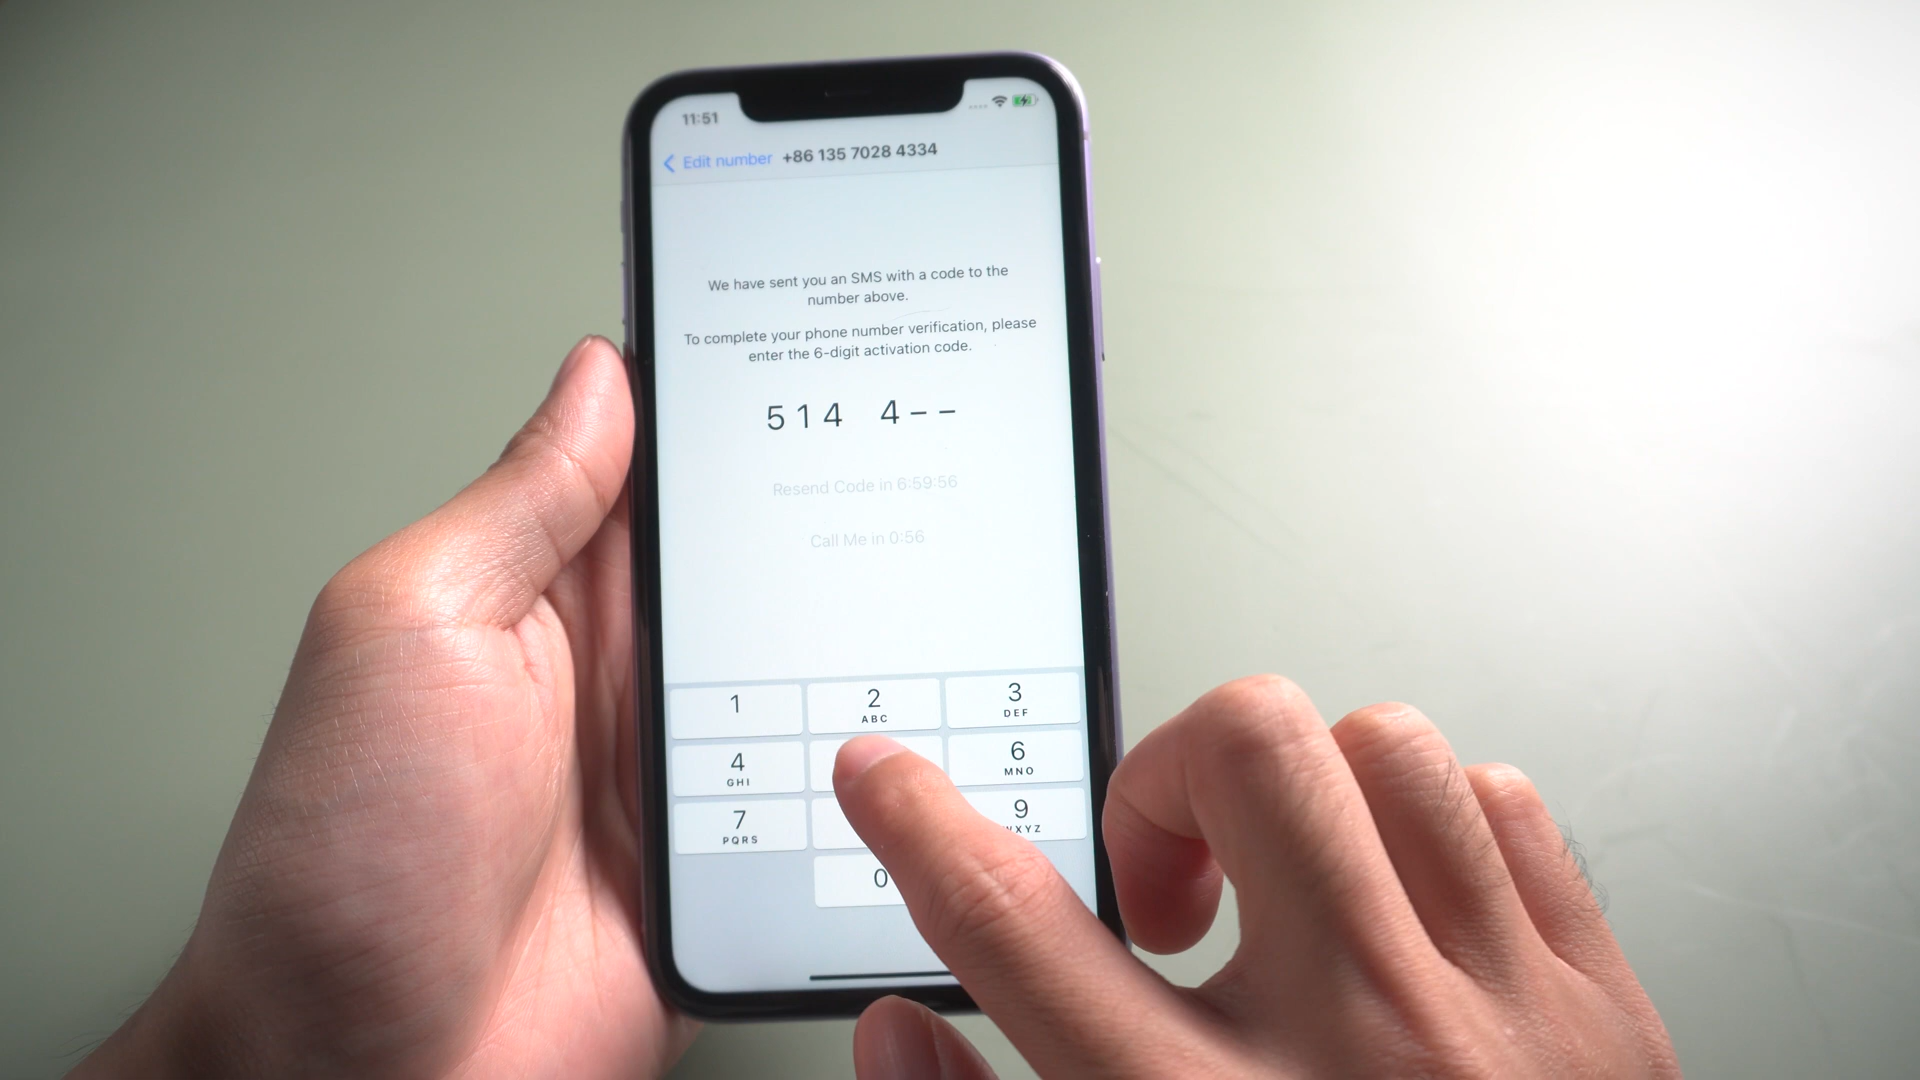 11:51
Edit number +86 135 7028 4334
We have sent you an SMS with a code to the
number above.
To complete your phone number verification, please
enter the 6-digit activation code.
514 4––
Resend Code in 6:59:56
Call Me in 0:56
1 2 3
ABC DEF
4 6
GHI MNO
7 9
PQRS WXYZ
0